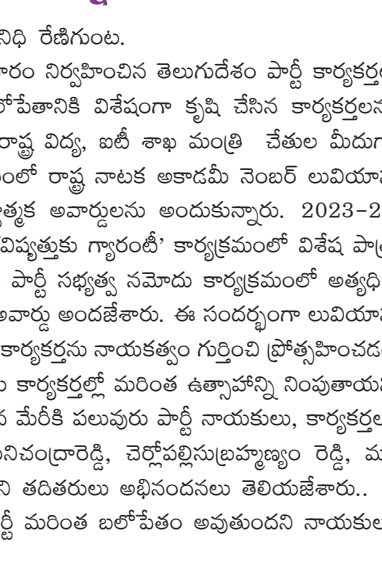 నిధి రేణిగుంట.
ారం నిర్వహించిన తెలుగుదేశం పార్టీ కార్యకర్తల
లోపేతానికి విశేషంగా కృషి చేసిన కార్యకర్తలన
రాష్ట్ర విద్య, ఐటీ శాఖ మంత్రి చేతుల మీదుగ
ంలో రాష్ట్ర నాటక అకాడమీ నెంబర్ లువియా
ాత్మక అవార్డులను అందుకున్నారు. 2023-2
విష్యత్తుకు గ్యారంటీ' కార్యక్రమంలో విశేష పాత్ర
పార్టీ సభ్యత్వ నమోదు కార్యక్రమంలో అత్యధి
అవార్డు అందజేశారు. ఈ సందర్భంగా లువియా
కార్యకర్తను నాయకత్వం గుర్తించి ప్రోత్సహించడ
ు కార్యకర్తల్లో మరింత ఉత్సాహాన్ని నింపుతాయ
న మేరీకి పలువురు పార్టీ నాయకులు, కార్యకర్తల
నిచంద్రారెడ్డి, చెర్లోపల్లిసుబ్రహ్మణ్యం రెడ్డి, మ
ని తదితరులు అభినందనలు తెలియజేశారు..
ర్టీ మరింత బలోపేతం అవుతుందని నాయకుల